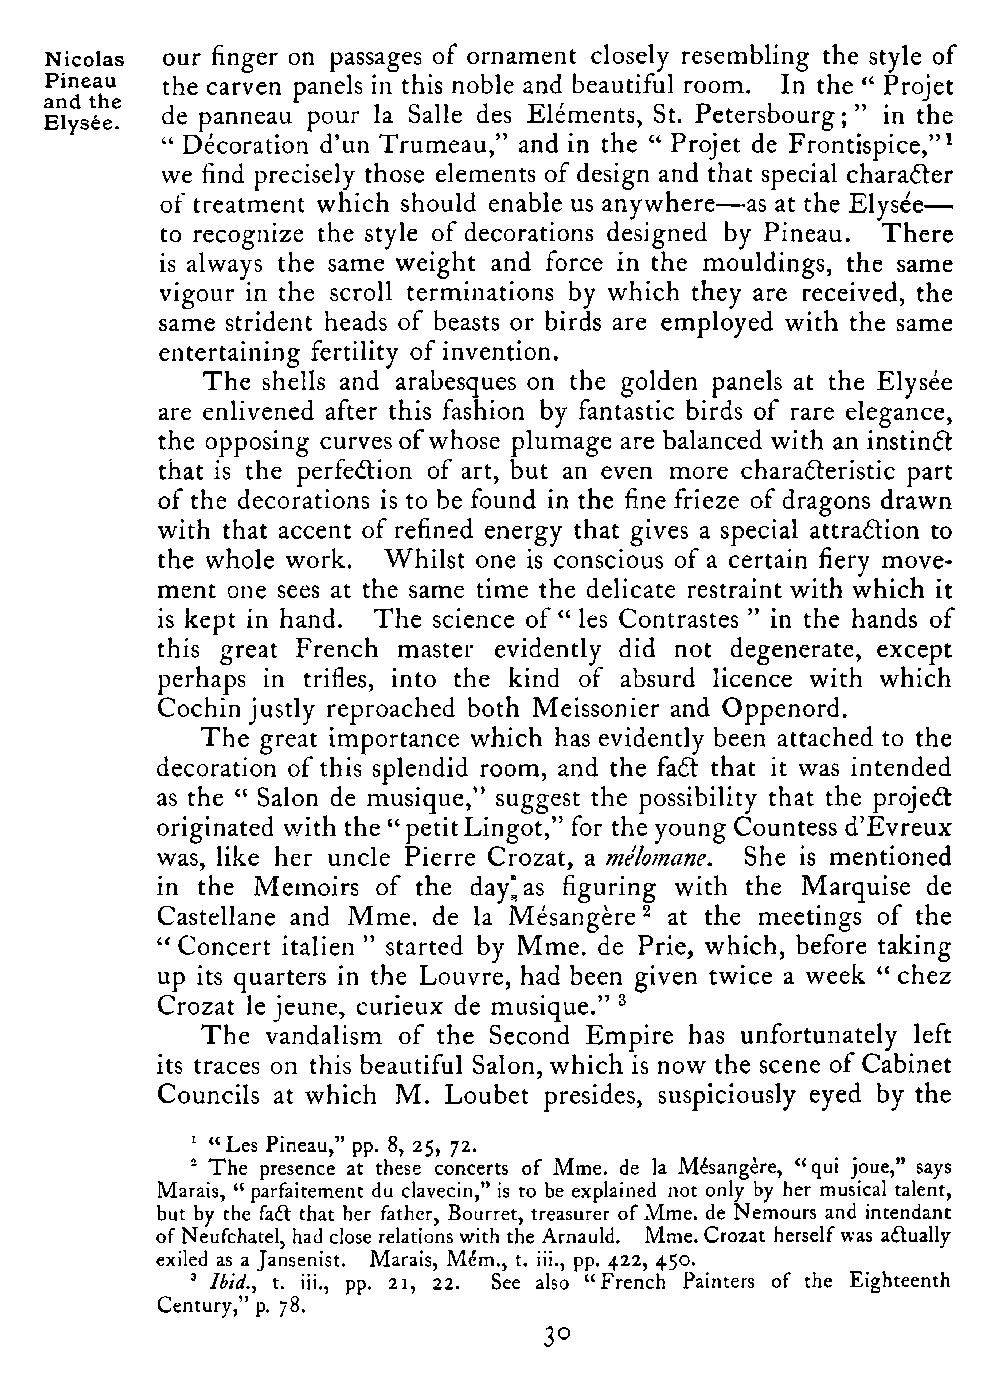 Nicolas
Pineau
and the
Elysée.
our finger on passages of ornament closely resembling the style of
the carven panels in this noble and beautiful room. In the “ Projet
de panneau pour la Salle des Eléments, St. Petersbourg ; ” in the
“ Décoration d’un Trumeau,” and in the “ Projet de Frontispice,”¹
we find precisely those elements of design and that special character
of treatment which should enable us anywhere—as at the Elysée—
to recognize the style of decorations designed by Pineau. There
is always the same weight and force in the mouldings, the same
vigour in the scroll terminations by which they are received, the
same strident heads of beasts or birds are employed with the same
entertaining fertility of invention.
The shells and arabesques on the golden panels at the Elysée
are enlivened after this fashion by fantastic birds of rare elegance,
the opposing curves of whose plumage are balanced with an instinct
that is the perfection of art, but an even more characteristic part
of the decorations is to be found in the fine frieze of dragons drawn
with that accent of refined energy that gives a special attraction to
the whole work. Whilst one is conscious of a certain fiery move-
ment one sees at the same time the delicate restraint with which it
is kept in hand. The science of “ les Contrastes ” in the hands of
this great French master evidently did not degenerate, except
perhaps in trifles, into the kind of absurd licence with which
Cochin justly reproached both Meissonier and Oppenord.
The great importance which has evidently been attached to the
decoration of this splendid room, and the fact that it was intended
as the “ Salon de musique,” suggest the possibility that the project
originated with the “ petit Lingot,” for the young Countess d’Evreux
was, like her uncle Pierre Crozat, a mélomane. She is mentioned
in the Memoirs of the day as figuring with the Marquise de
Castellane and Mme. de la Mésangère ² at the meetings of the
“ Concert italien ” started by Mme. de Prie, which, before taking
up its quarters in the Louvre, had been given twice a week “ chez
Crozat le jeune, curieux de musique.” ³
The vandalism of the Second Empire has unfortunately left
its traces on this beautiful Salon, which is now the scene of Cabinet
Councils at which M. Loubet presides, suspiciously eyed by the
¹ “ Les Pineau,” pp. 8, 25, 72.
² The presence at these concerts of Mme. de la Mésangère, “ qui joue,” says
Marais, “ parfaitement du clavecin,” is to be explained not only by her musical talent,
but by the fact that her father, Bourret, treasurer of Mme. de Nemours and intendant
of Neufchatel, had close relations with the Arnauld. Mme. Crozat herself was actually
exiled as a Jansenist. Marais, Mém., t. iii., pp. 422, 450.
³ Ibid., t. iii., pp. 21, 22. See also “ French Painters of the Eighteenth
Century,” p. 78.
30